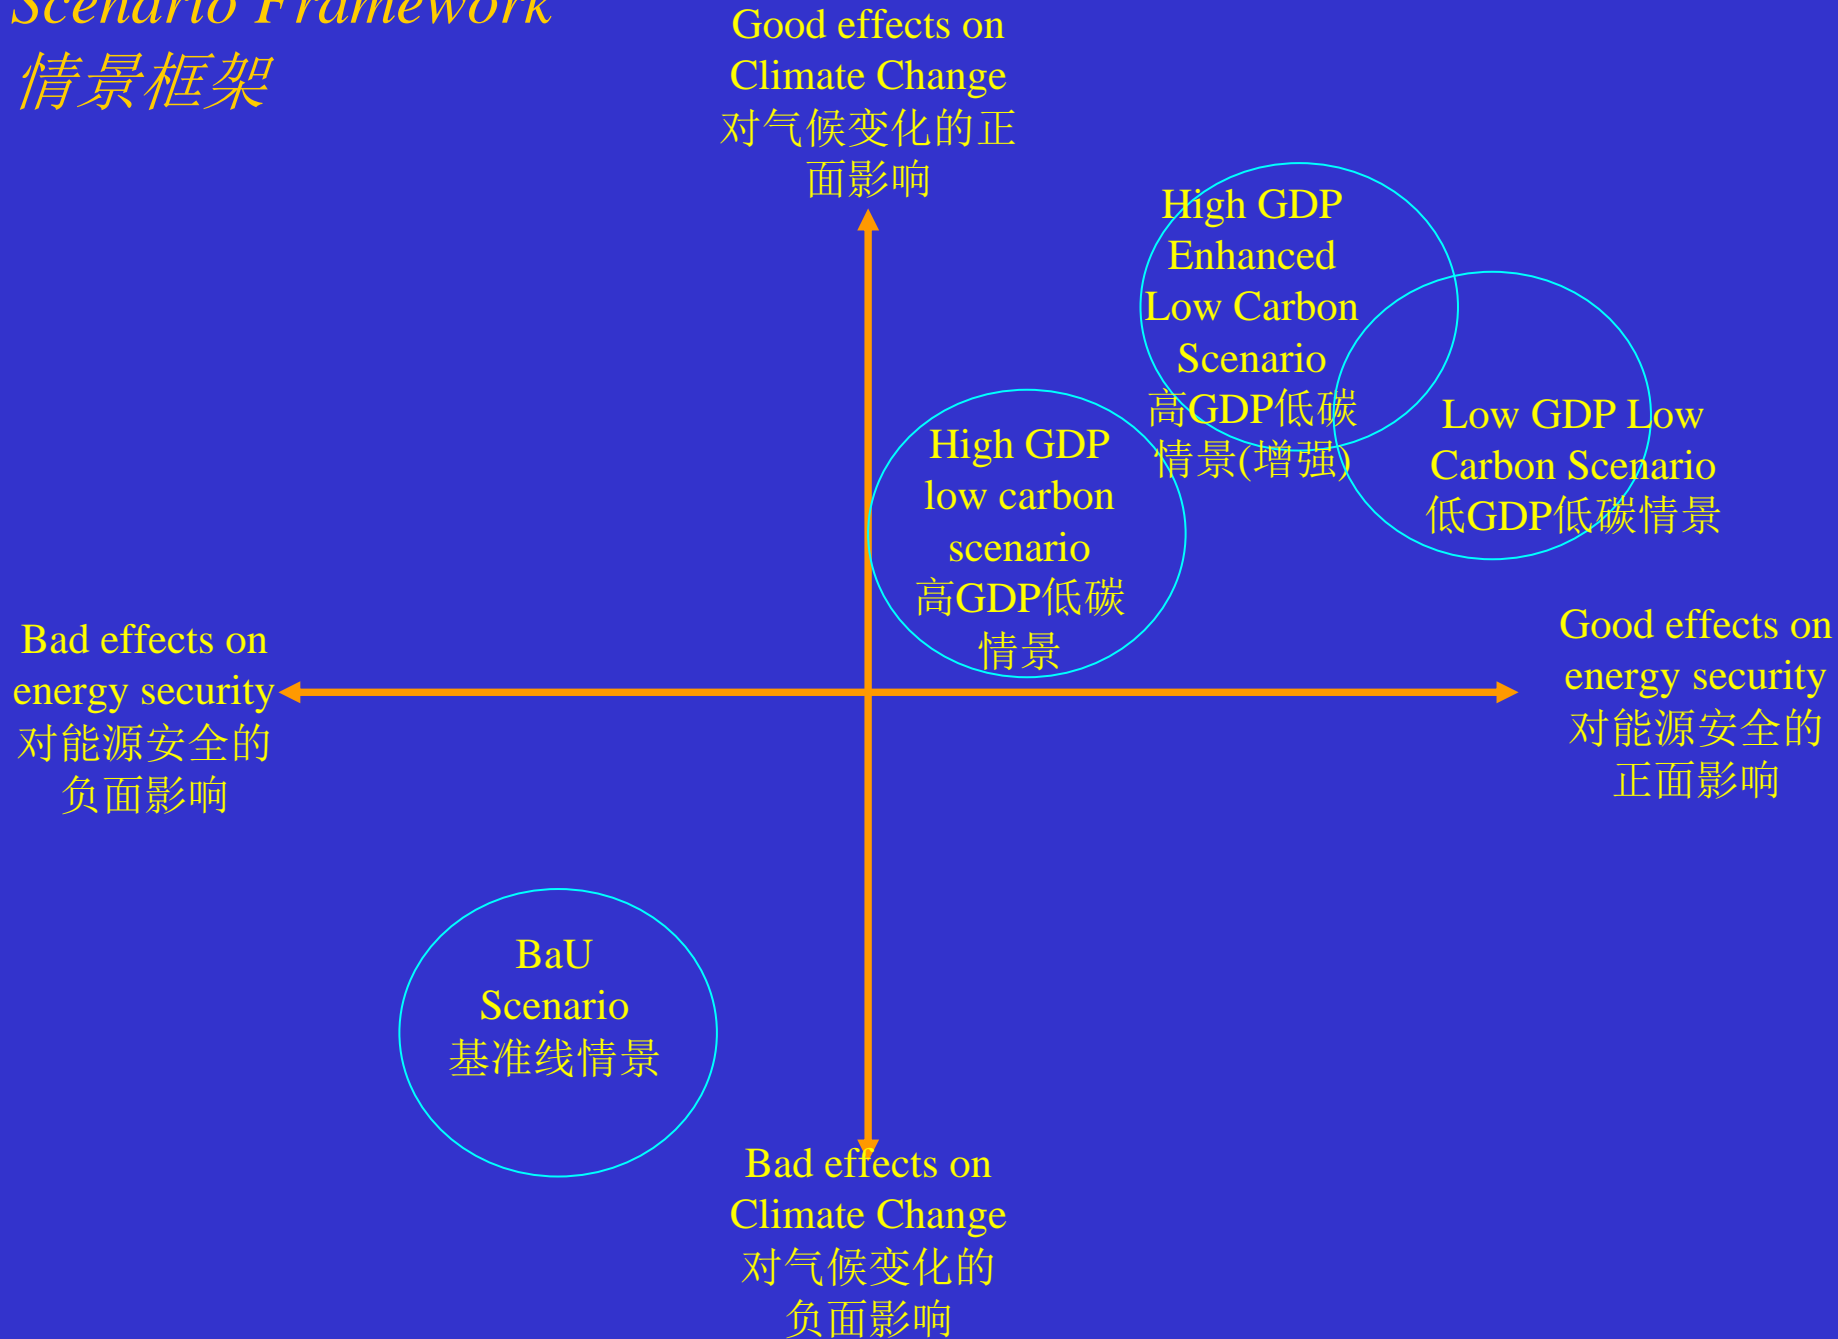 Scenario Framework
情景框架
Good effects on
Climate Change
对气候变化的正
面影响
High GDP
Enhanced
Low Carbon
Scenario
高GDP低碳
情景(增强)
Low GDP Low
Carbon Scenario
低GDP低碳情景
High GDP
low carbon
scenario
高GDP低碳
情景
Bad effects on
energy security
对能源安全的
负面影响
Good effects on
energy security
对能源安全的
正面影响
BaU
Scenario
基准线情景
Bad effects on
Climate Change
对气候变化的
负面影响